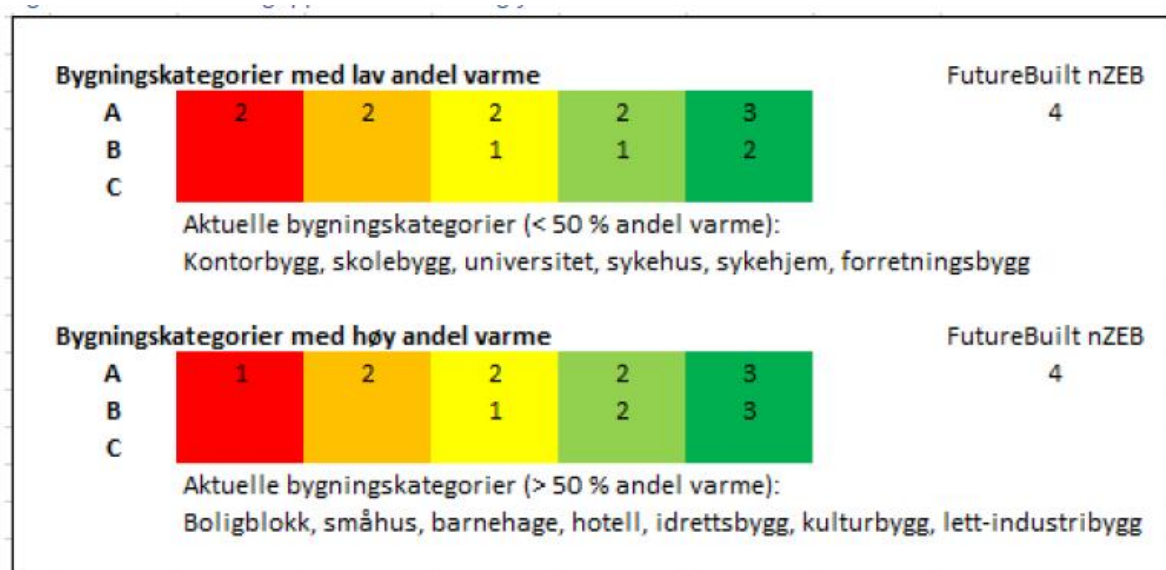 Bygningskategorier med lav andel varme FutureBuilt nZEB
A 2 2 2 2 3 4
B 1 1 2
C
Aktuelle bygningskategorier (< 50 % andel varme):
Kontorbygg, skolebygg, universitet, sykehus, sykehjem, forretningsbygg
Bygningskategorier med høy andel varme FutureBuilt nZEB
A 1 2 2 2 3 4
B 1 2 3
C
Aktuelle bygningskategorier (> 50 % andel varme):
Boligblokk, småhus, barnehage, hotell, idrettsbygg, kulturbygg, lett-industribygg